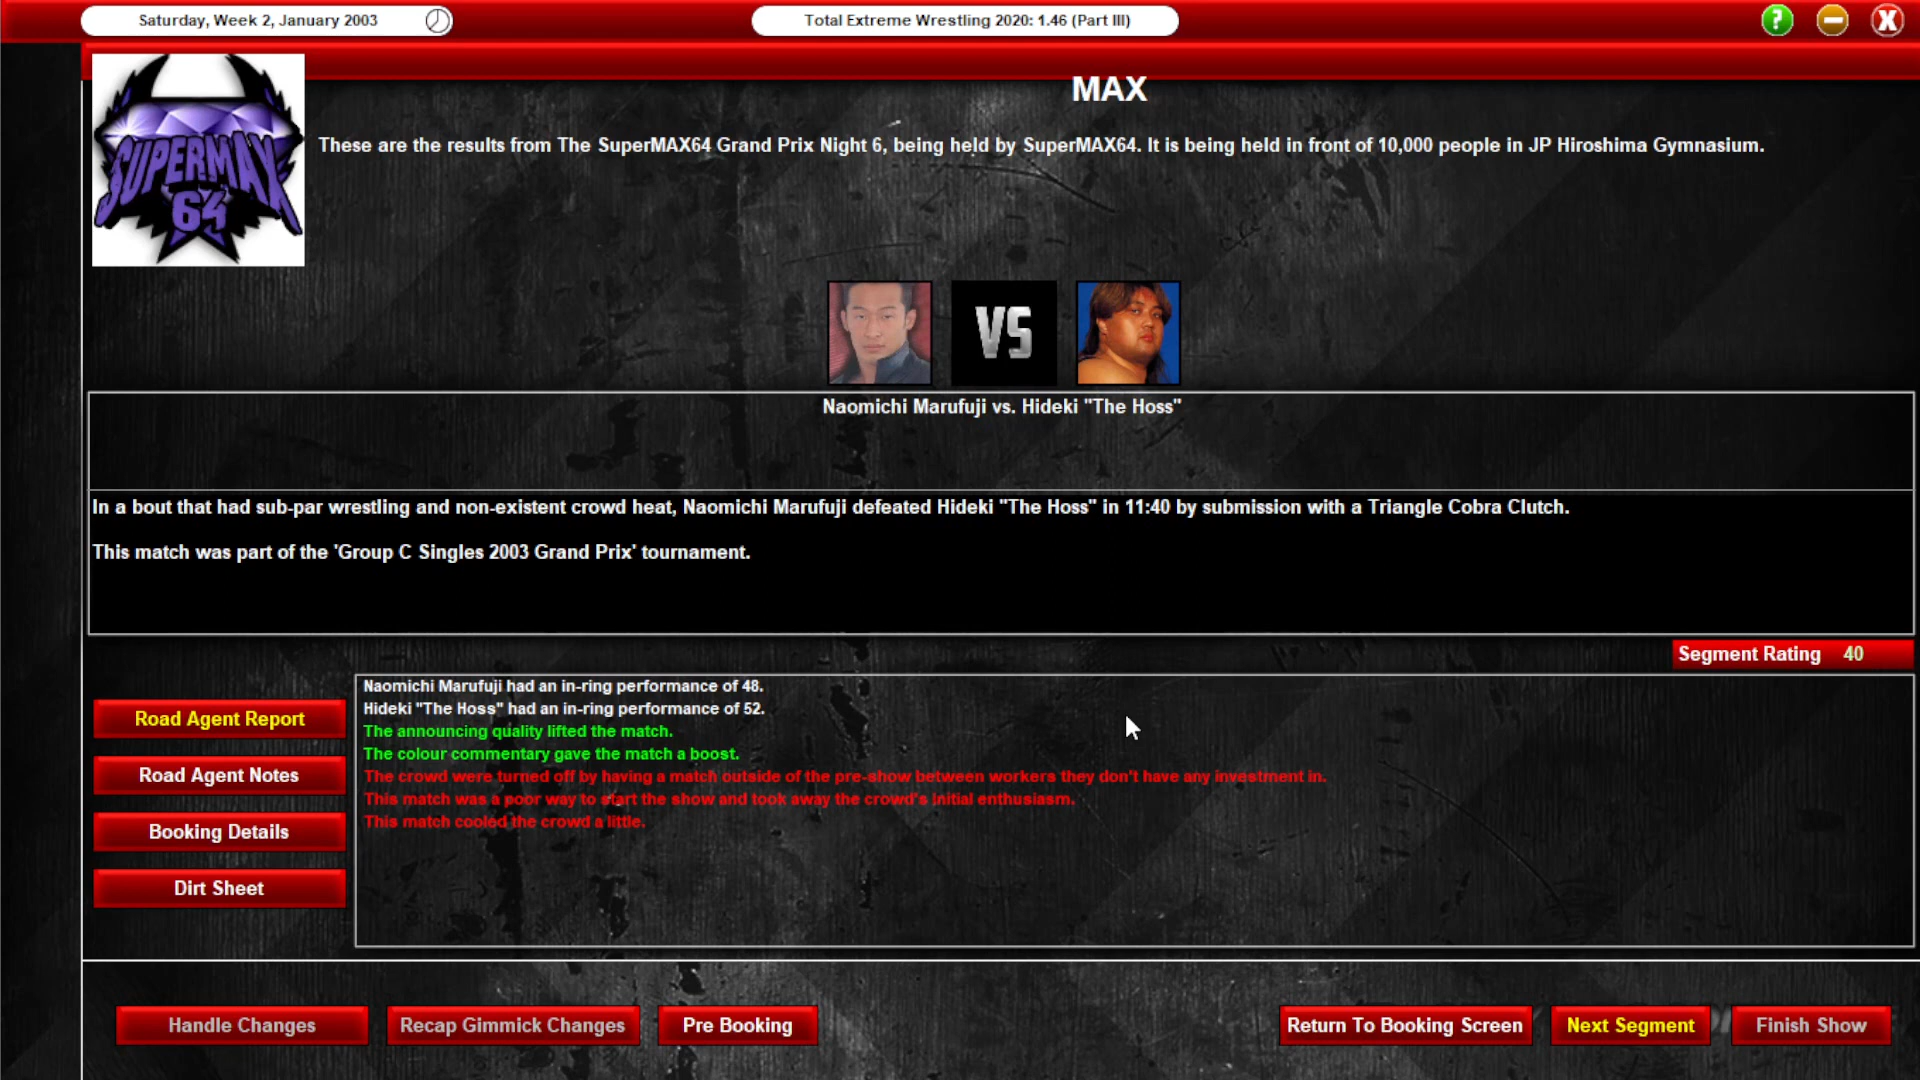 Saturday, Week 2, January 2003
Total Extreme Wrestling 2020: 1.46 (Part III)
?
X
SUPERMAX
64
MAX
These are the results from The SuperMAX64 Grand Prix Night 6, being held by SuperMAX64. It is being held in front of 10,000 people in JP Hiroshima Gymnasium.
VS
Naomichi Marufuji vs. Hideki "The Hoss"
In a bout that had sub-par wrestling and non-existent crowd heat, Naomichi Marufuji defeated Hideki "The Hoss" in 11:40 by submission with a Triangle Cobra Clutch.
This match was part of the 'Group C Singles 2003 Grand Prix' tournament.
Segment Rating 40
Road Agent Report
Road Agent Notes
Booking Details
Dirt Sheet
Naomichi Marufuji had an in-ring performance of 48.
Hideki "The Hoss" had an in-ring performance of 52.
The announcing quality lifted the match.
The colour commentary gave the match a boost.
The crowd were turned off by having a match outside of the pre-show between workers they don't have any investment in.
This match was a poor way to start the show and took away the crowd's initial enthusiasm.
This match cooled the crowd a little.
Handle Changes
Recap Gimmick Changes
Pre Booking
Return To Booking Screen
Next Segment
Finish Show